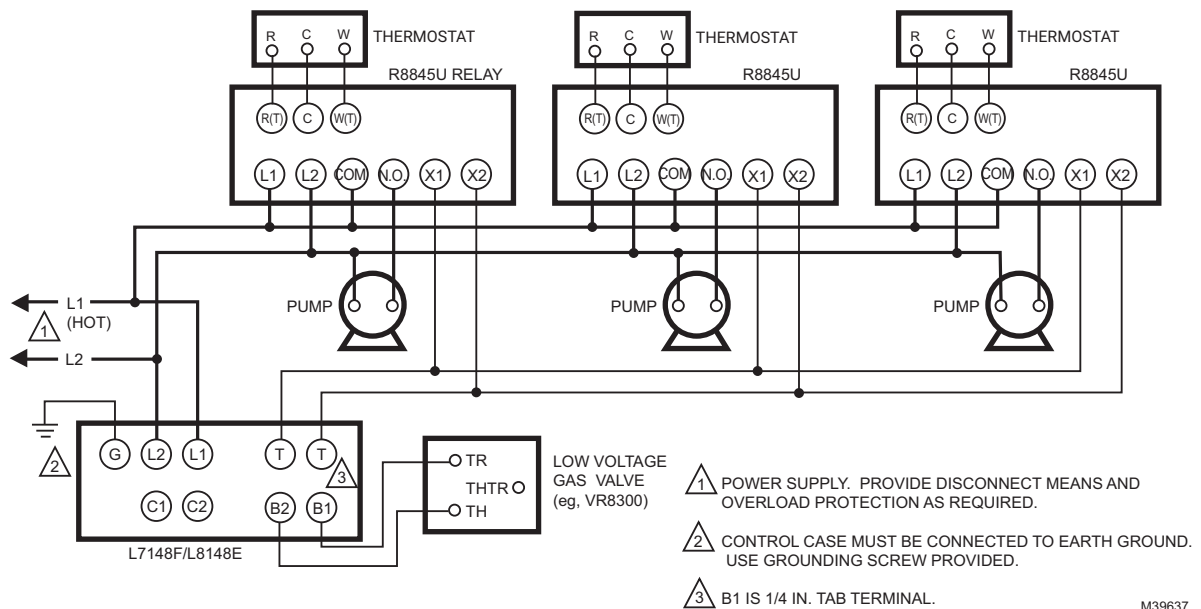 R C W THERMOSTAT
R C W THERMOSTAT
R C W THERMOSTAT
R8845U RELAY
R8845U
R8845U
R(T) C W(T)
R(T) C W(T)
R(T) C W(T)
L1 L2 COM N.O. X1 X2
L1 L2 COM N.O. X1 X2
L1 L2 COM N.O. X1 X2
PUMP
PUMP
PUMP
L1
(HOT)
1
L2
2
G L2 L1 T T
3
C1 C2 B2 B1
L7148F/L8148E
TR
THTR
TH
LOW VOLTAGE
GAS VALVE
(eg, VR8300)
1 POWER SUPPLY. PROVIDE DISCONNECT MEANS AND
OVERLOAD PROTECTION AS REQUIRED.
2 CONTROL CASE MUST BE CONNECTED TO EARTH GROUND.
USE GROUNDING SCREW PROVIDED.
3 B1 IS 1/4 IN. TAB TERMINAL.
M39637